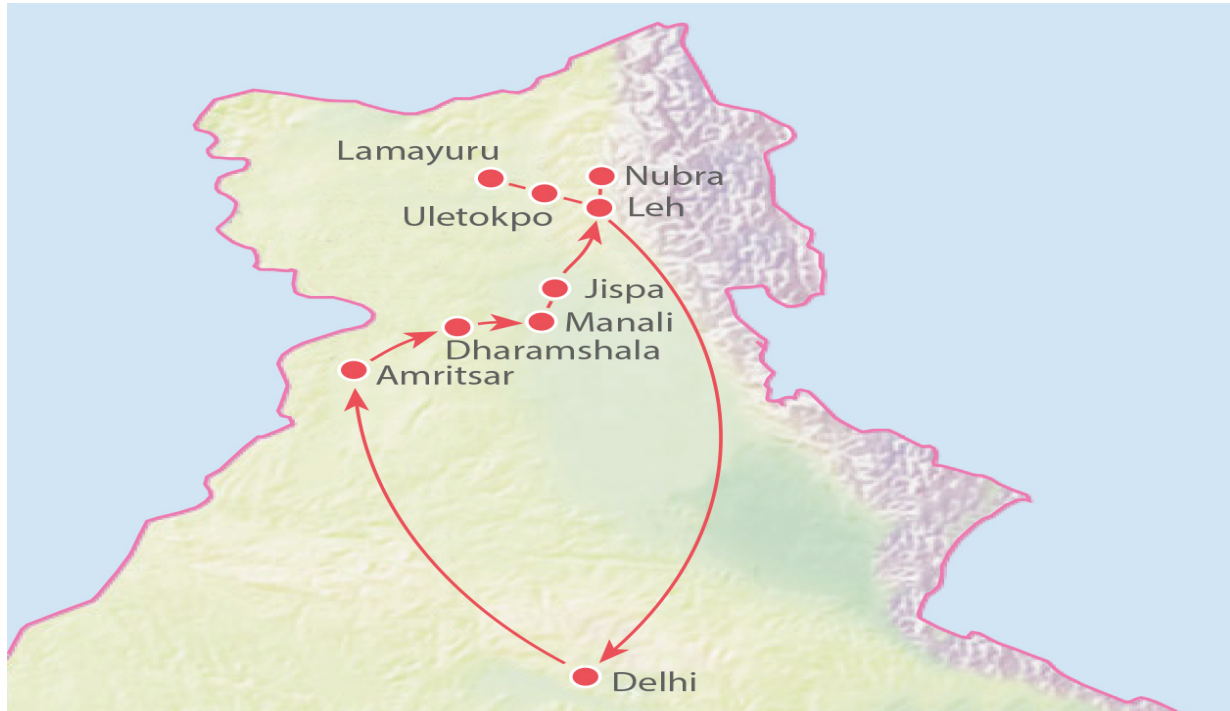 Lamayuru
Nubra
Uletokpo
Leh
Jispa
Manali
Dharamshala
Amritsar
Delhi